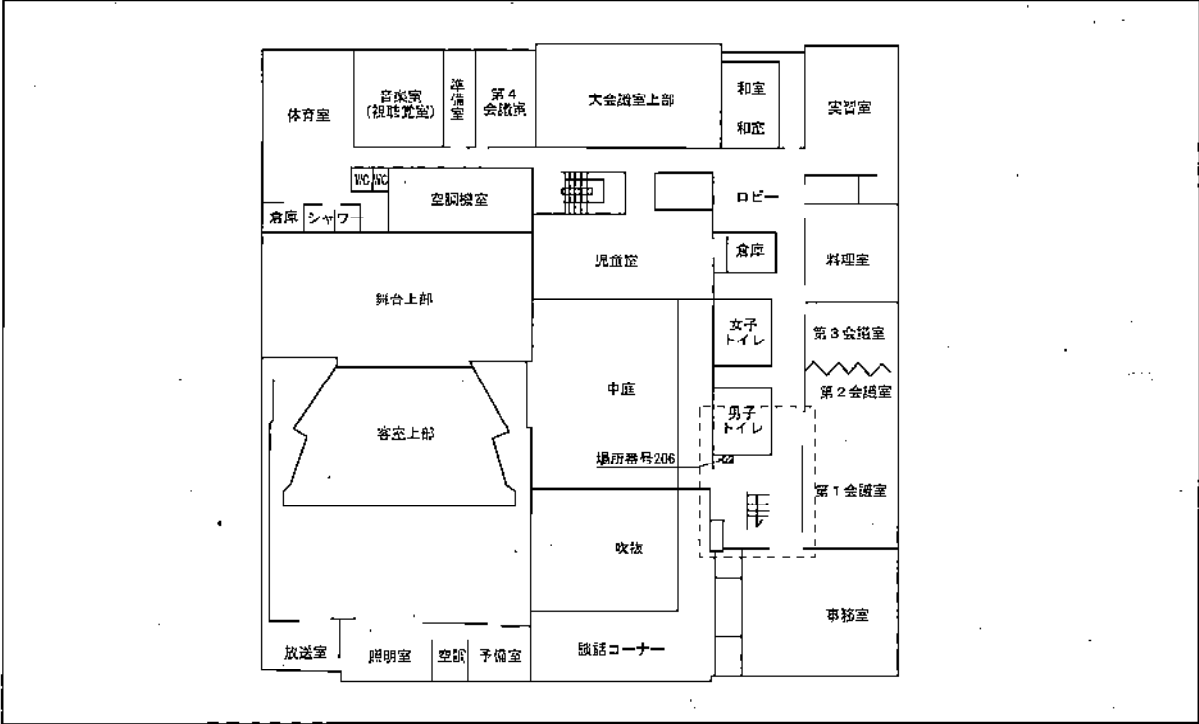 体育室
音楽室
(視聴覚室)
準備室
第4
会議室
大会議室上部
和室
和室
実習室
WC
WC
空調機室
ロビー
倉庫
シャワー
児童室
倉庫
料理室
舞台上部
女子
トイレ
第3会議室
中庭
第2会議室
男子
トイレ
客室上部
場所番号206
第1会議室
吹抜
事務室
放送室
照明室
空調
予備室
談話コーナー